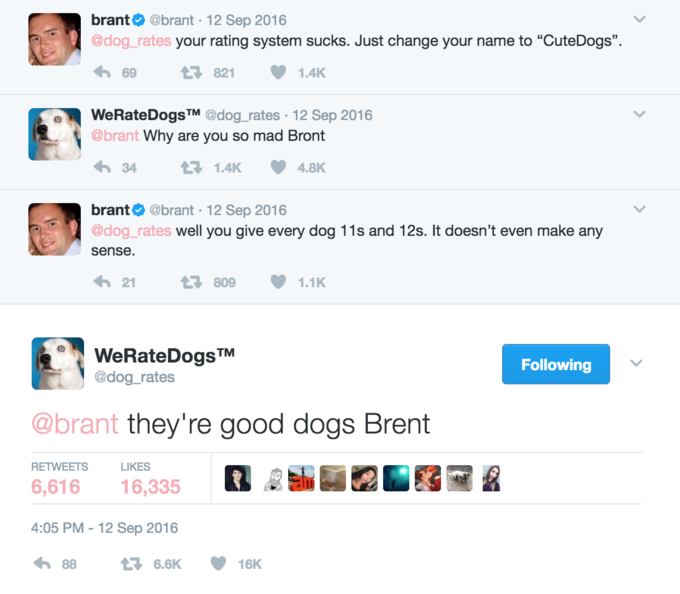 brant @brant · 12 Sep 2016
@dog_rates your rating system sucks. Just change your name to “CuteDogs”.
69 821 1.4K
WeRateDogs™ @dog_rates · 12 Sep 2016
@brant Why are you so mad Bront
34 1.4K 4.8K
brant @brant · 12 Sep 2016
@dog_rates well you give every dog 11s and 12s. It doesn't even make any
sense.
21 809 1.1K
WeRateDogs™
@dog_rates
Following
@brant they're good dogs Brent
RETWEETS LIKES
6,616 16,335
4:05 PM - 12 Sep 2016
88 6.6K 16K